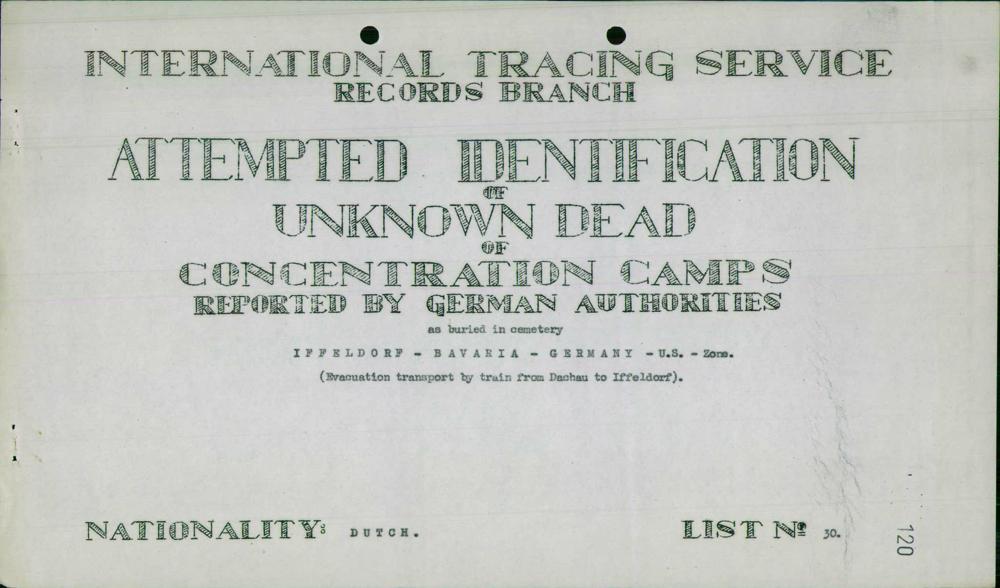 INTERNATIONAL TRACING SERVICE
RECORDS BRANCH
ATTEMPTED IDENTIFICATION
OF
UNKNOWN DEAD
OF
CONCENTRATION CAMPS
REPORTED BY GERMAN AUTHORITIES
as buried in cemetery
IFFELDORF - BAVARIA - GERMANY - U.S. - Zone.
(Evacuation transport by train from Dachau to Iffeldorf).
NATIONALITY: DUTCH.
LIST Nº 30.
120